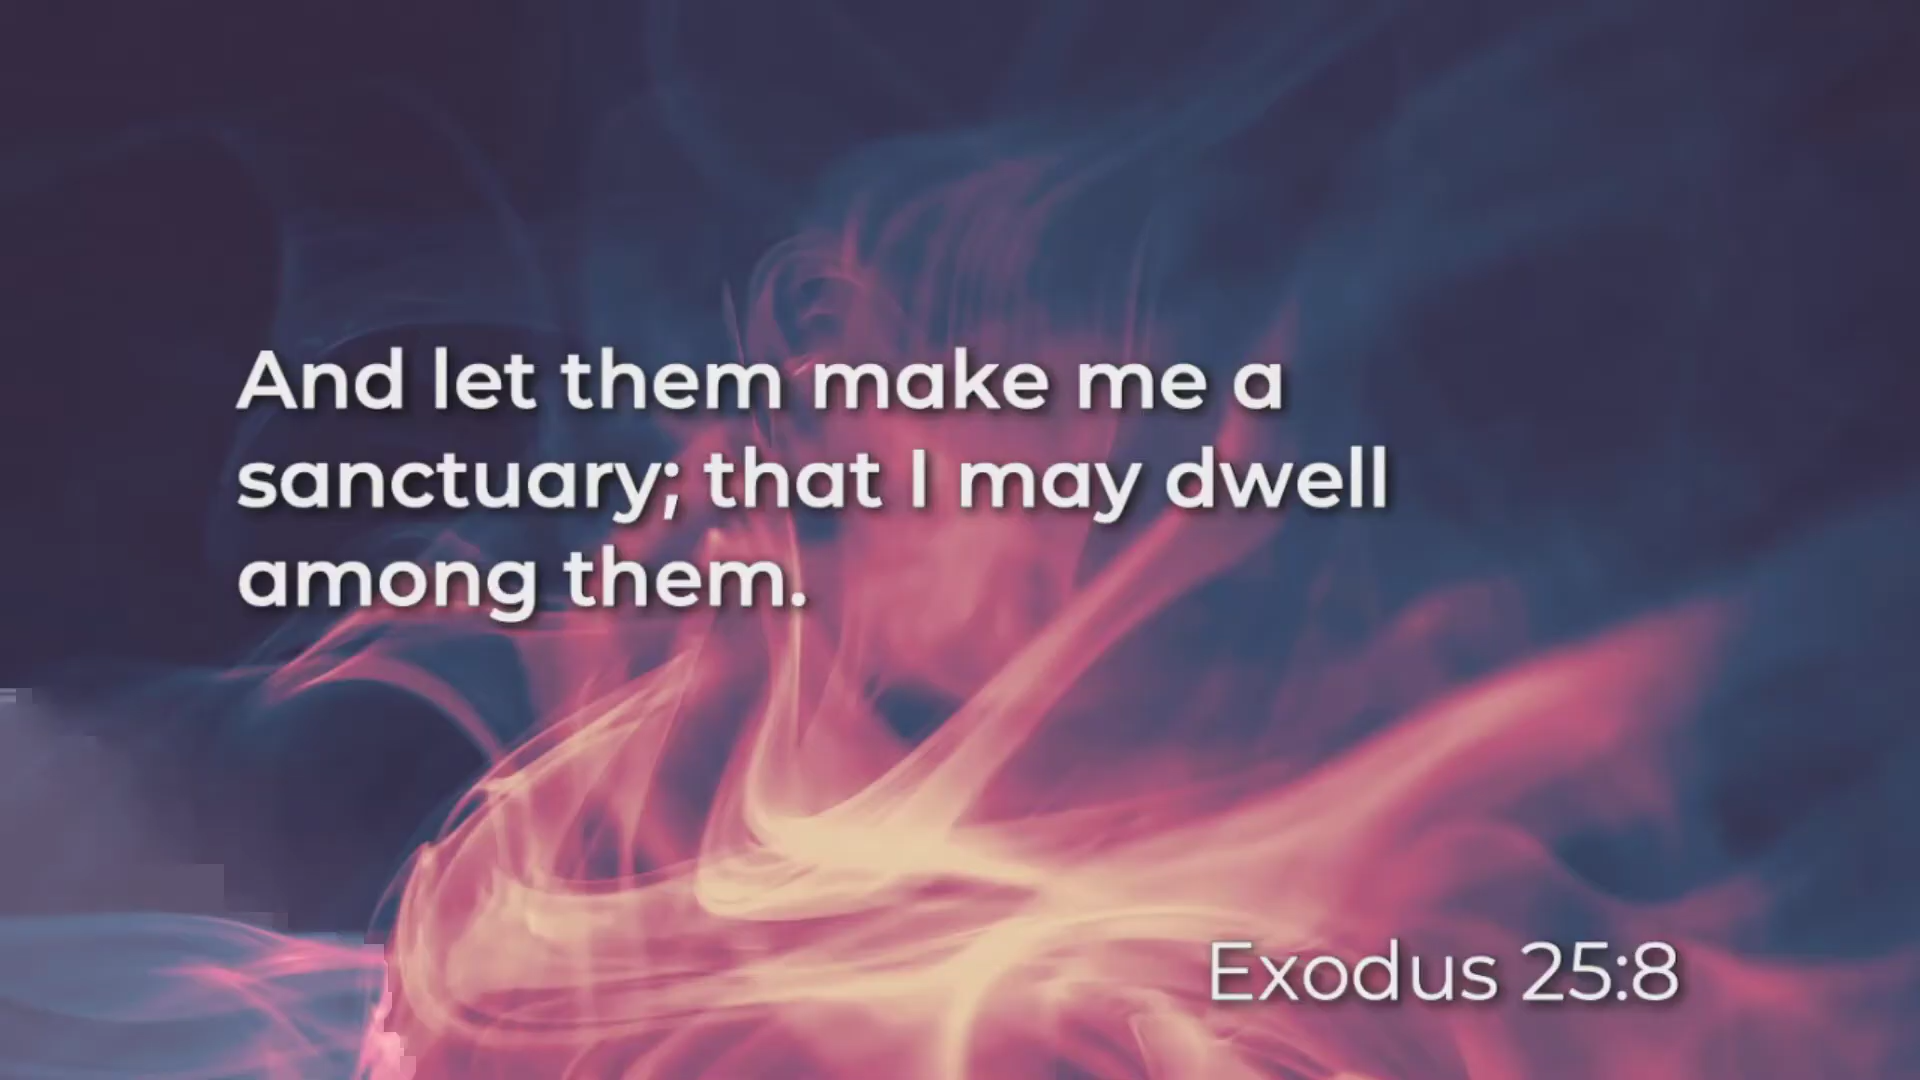 And let them make me a
sanctuary; that I may dwell
among them.
Exodus 25:8